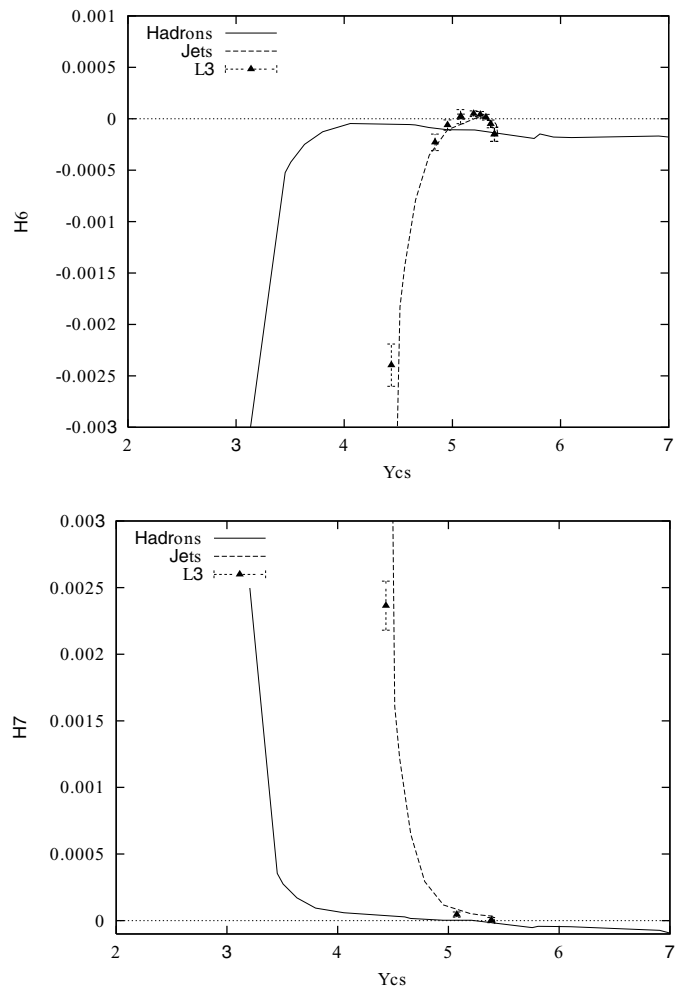 0.001
Hadrons
Jets
L3
0.0005
0
-0.0005
-0.001
H6
-0.0015
-0.002
-0.0025
-0.003
2 3 4 5 6 7
Ycs
0.003
Hadrons
Jets
L3
0.0025
0.002
H7
0.0015
0.001
0.0005
0
2 3 4 5 6 7
Ycs